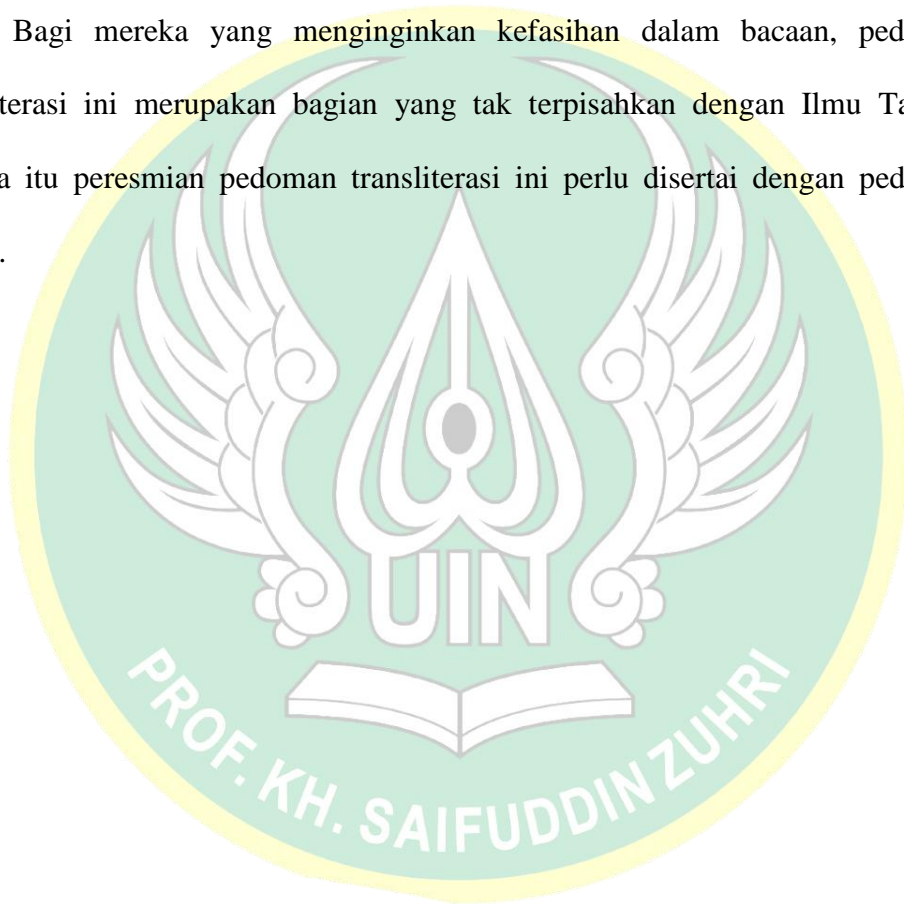 Bagi mereka yang menginginkan kefasihan dalam bacaan, ped
terasi ini merupakan bagian yang tak terpisahkan dengan Ilmu Ta
a itu peresmian pedoman transliterasi ini perlu disertai dengan ped
.
UIN
PROF. KH. SAIFUDDIN ZUHRI